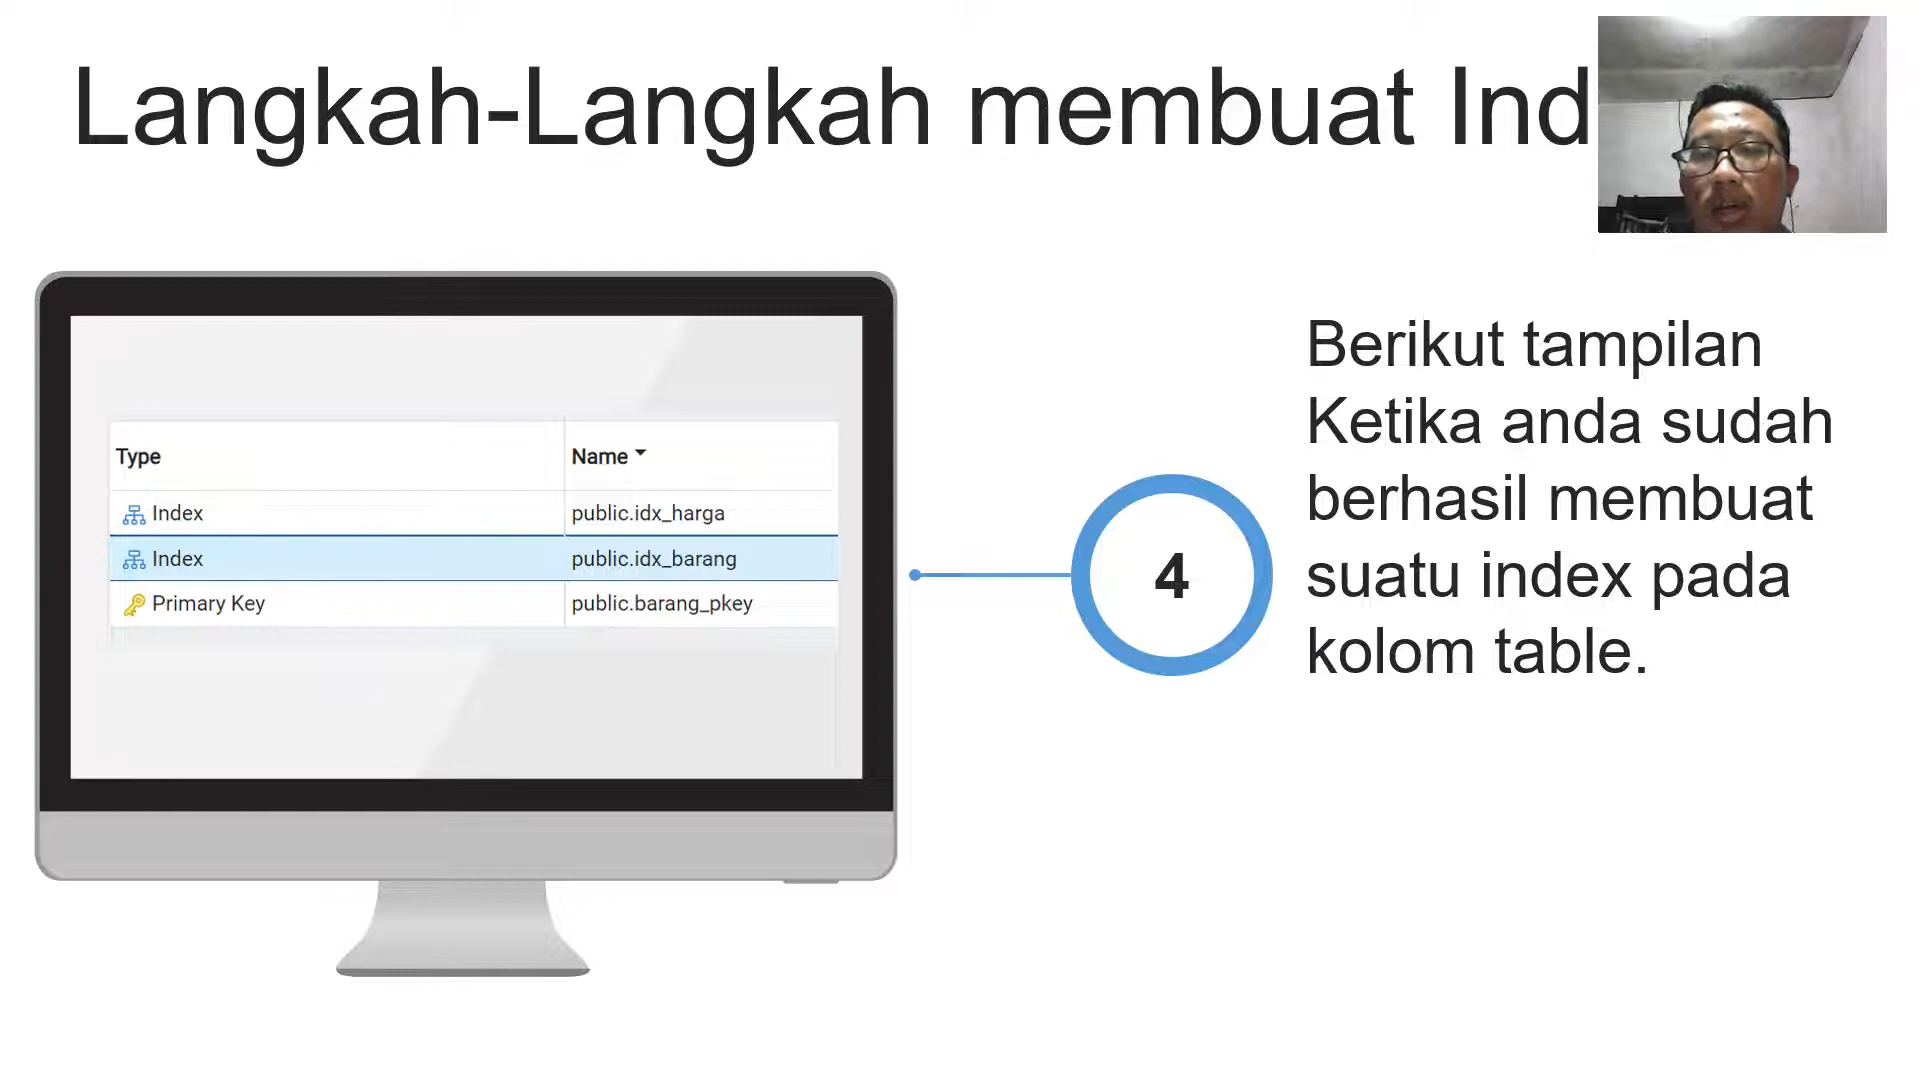 Langkah-Langkah membuat Ind
Type Name
Index public.idx_harga
Index public.idx_barang
Primary Key public.barang_pkey
4
Berikut tampilan
Ketika anda sudah
berhasil membuat
suatu index pada
kolom table.